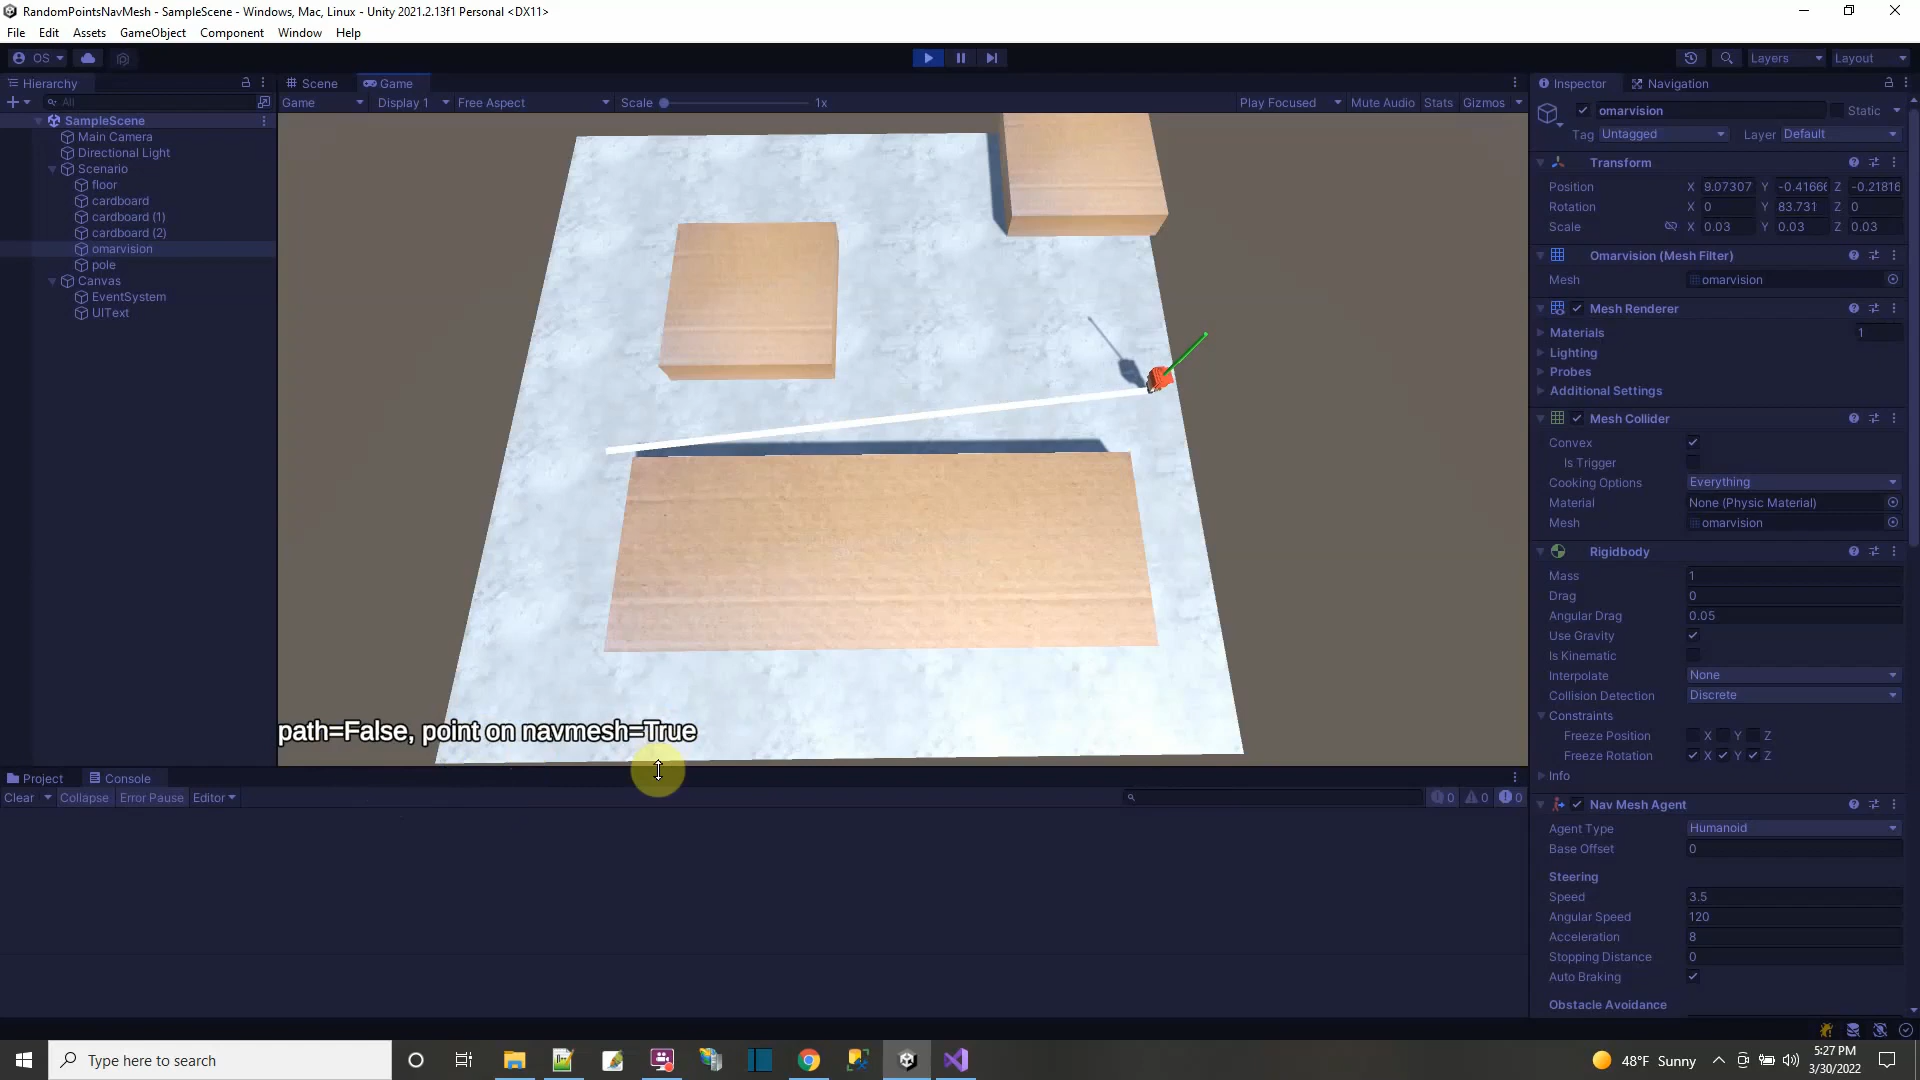 RandomPointsNavMesh - SampleScene - Windows, Mac, Linux - Unity 2021.2.13f1 Personal <DX11>
File Edit Assets GameObject Component Window Help
OS Layers Layout
Hierarchy Scene Game Inspector Navigation
All Game Display 1 Free Aspect Scale 1x Play Focused Mute Audio Stats Gizmos
SampleScene
Main Camera
Directional Light
Scenario
floor
cardboard
cardboard (1)
cardboard (2)
omarvision
pole
Canvas
EventSystem
UIText
path=False, point on navmesh=True
omarvision Static
Tag Untagged Layer Default
Transform
Position X 9.07307 Y -0.41666 Z -0.21816
Rotation X 0 Y 83.731 Z 0
Scale X 0.03 Y 0.03 Z 0.03
Omarvision (Mesh Filter)
Mesh omarvision
Mesh Renderer
Materials 1
Lighting
Probes
Additional Settings
Mesh Collider
Convex
Is Trigger
Cooking Options Everything
Material None (Physic Material)
Mesh omarvision
Rigidbody
Mass 1
Drag 0
Angular Drag 0.05
Use Gravity
Is Kinematic
Interpolate None
Collision Detection Discrete
Constraints
Freeze Position X Y Z
Freeze Rotation X Y Z
Info
Nav Mesh Agent
Agent Type Humanoid
Base Offset 0
Steering
Speed 3.5
Angular Speed 120
Acceleration 8
Stopping Distance 0
Auto Braking
Obstacle Avoidance
Project Console
Clear Collapse Error Pause Editor 0 0 0
Type here to search
48°F Sunny
5:27 PM
3/30/2022